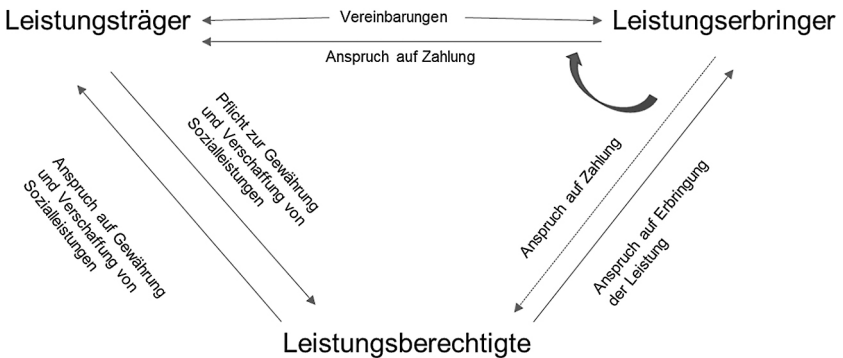 Leistungsträger
Vereinbarungen
Leistungserbringer
Anspruch auf Zahlung
Pflicht zur Gewährung
und Verschaffung von
Sozialleistungen
Anspruch auf Gewährung
und Verschaffung von
Sozialleistungen
Anspruch auf Zahlung
Anspruch auf Erbringung
der Leistung
Leistungsberechtigte